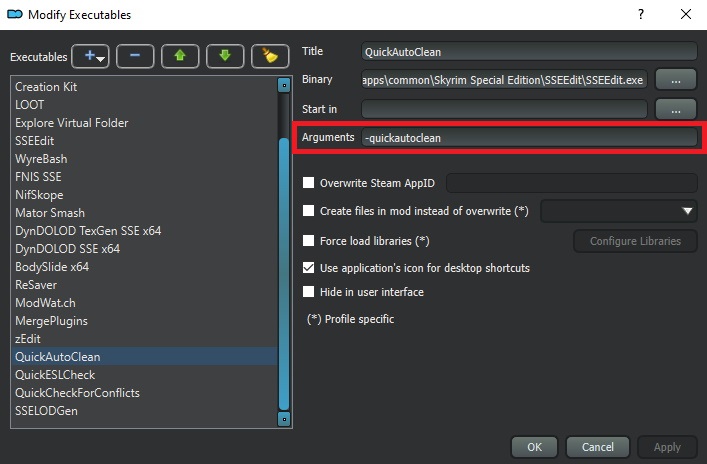 Modify Executables
?
Executables
Creation Kit
LOOT
Explore Virtual Folder
SSEEdit
WyreBash
FNIS SSE
NifSkope
Mator Smash
DynDOLOD TexGen SSE x64
DynDOLOD SSE x64
BodySlide x64
ReSaver
ModWat.ch
MergePlugins
zEdit
QuickAutoClean
QuickESLCheck
QuickCheckForConflicts
SSELODGen
Title QuickAutoClean
Binary apps\common\Skyrim Special Edition\SSEEdit\SSEEdit.exe ...
Start in ...
Arguments -quickautoclean
Overwrite Steam AppID
Create files in mod instead of overwrite (*)
Force load libraries (*) Configure Libraries
Use application's icon for desktop shortcuts
Hide in user interface
(*) Profile specific
OK Cancel Apply